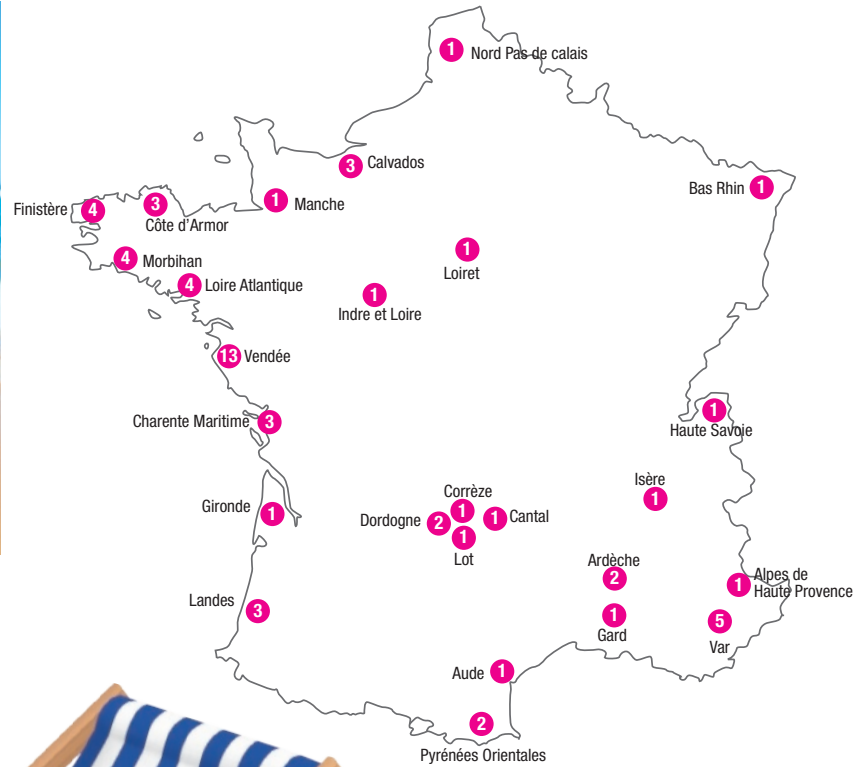 1 Nord Pas de calais
3 Calvados
Bas Rhin 1
1 Manche
Finistère 4
3
Côte d'Armor
4 Morbihan
1
Loiret
4 Loire Atlantique
1
Indre et Loire
13 Vendée
1
Haute Savoie
Charente Maritime 3
Isère
1
Gironde 1
Corrèze
1
Dordogne 2
1 Cantal
1
Lot
Ardèche
2
1 Alpes de
Haute Provence
Landes 3
1
Gard
5
Var
Aude 1
2
Pyrénées Orientales